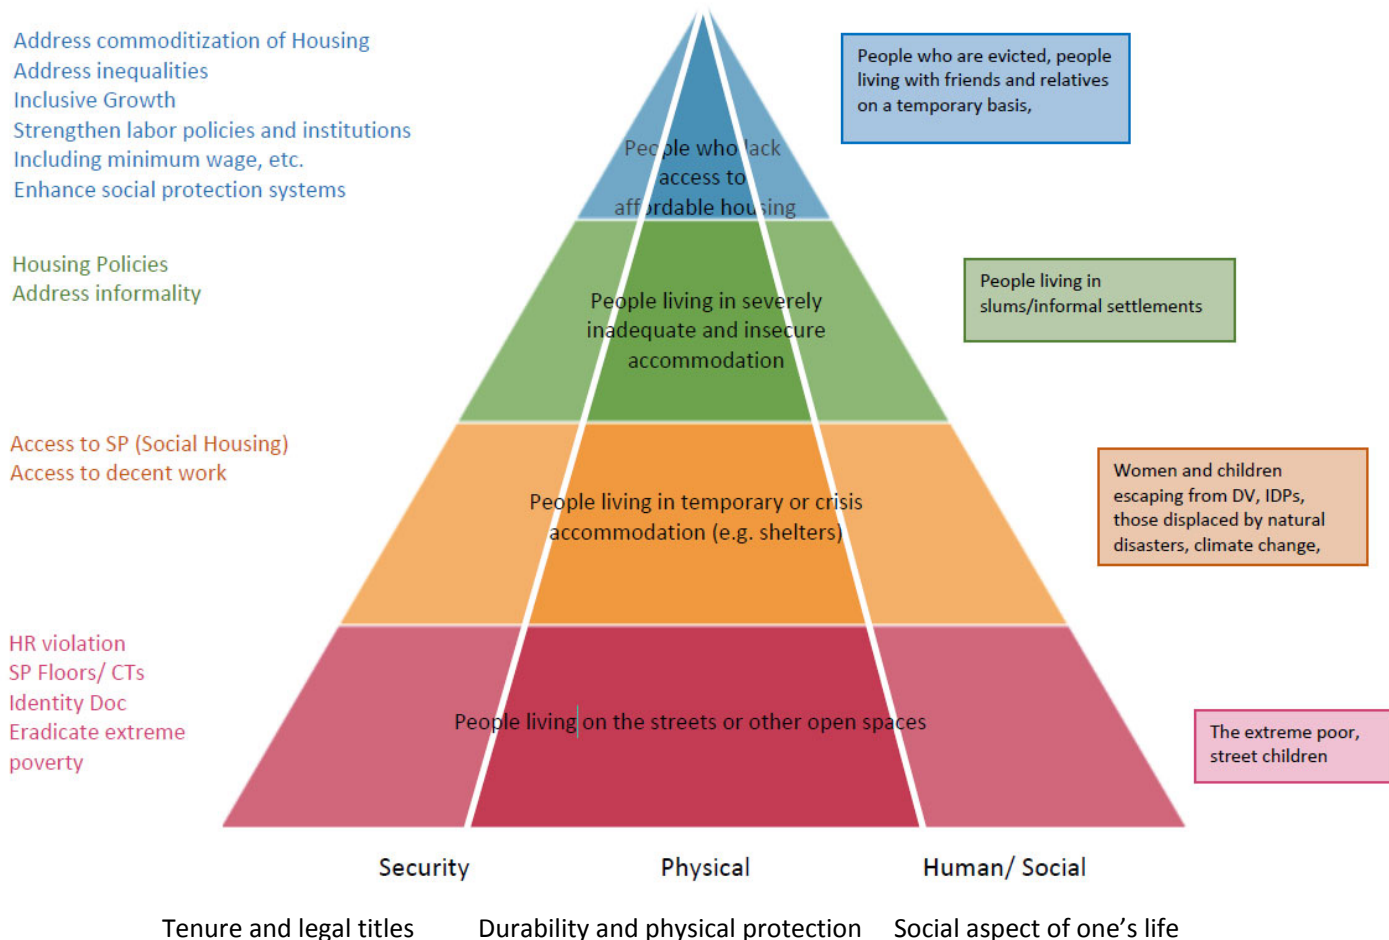 Address commoditization of Housing
Address inequalities
Inclusive Growth
Strengthen labor policies and institutions
Including minimum wage, etc.
Enhance social protection systems
People who lack
access to
affordable housing
People who are evicted, people
living with friends and relatives
on a temporary basis,
Housing Policies
Address informality
People living in severely
inadequate and insecure
accommodation
People living in
slums/informal settlements
Access to SP (Social Housing)
Access to decent work
People living in temporary or crisis
accommodation (e.g. shelters)
Women and children
escaping from DV, IDPs,
those displaced by natural
disasters, climate change,
HR violation
SP Floors/ CTs
Identity Doc
Eradicate extreme
poverty
People living on the streets or other open spaces
The extreme poor,
street children
Security Physical Human/ Social
Tenure and legal titles Durability and physical protection Social aspect of one’s life